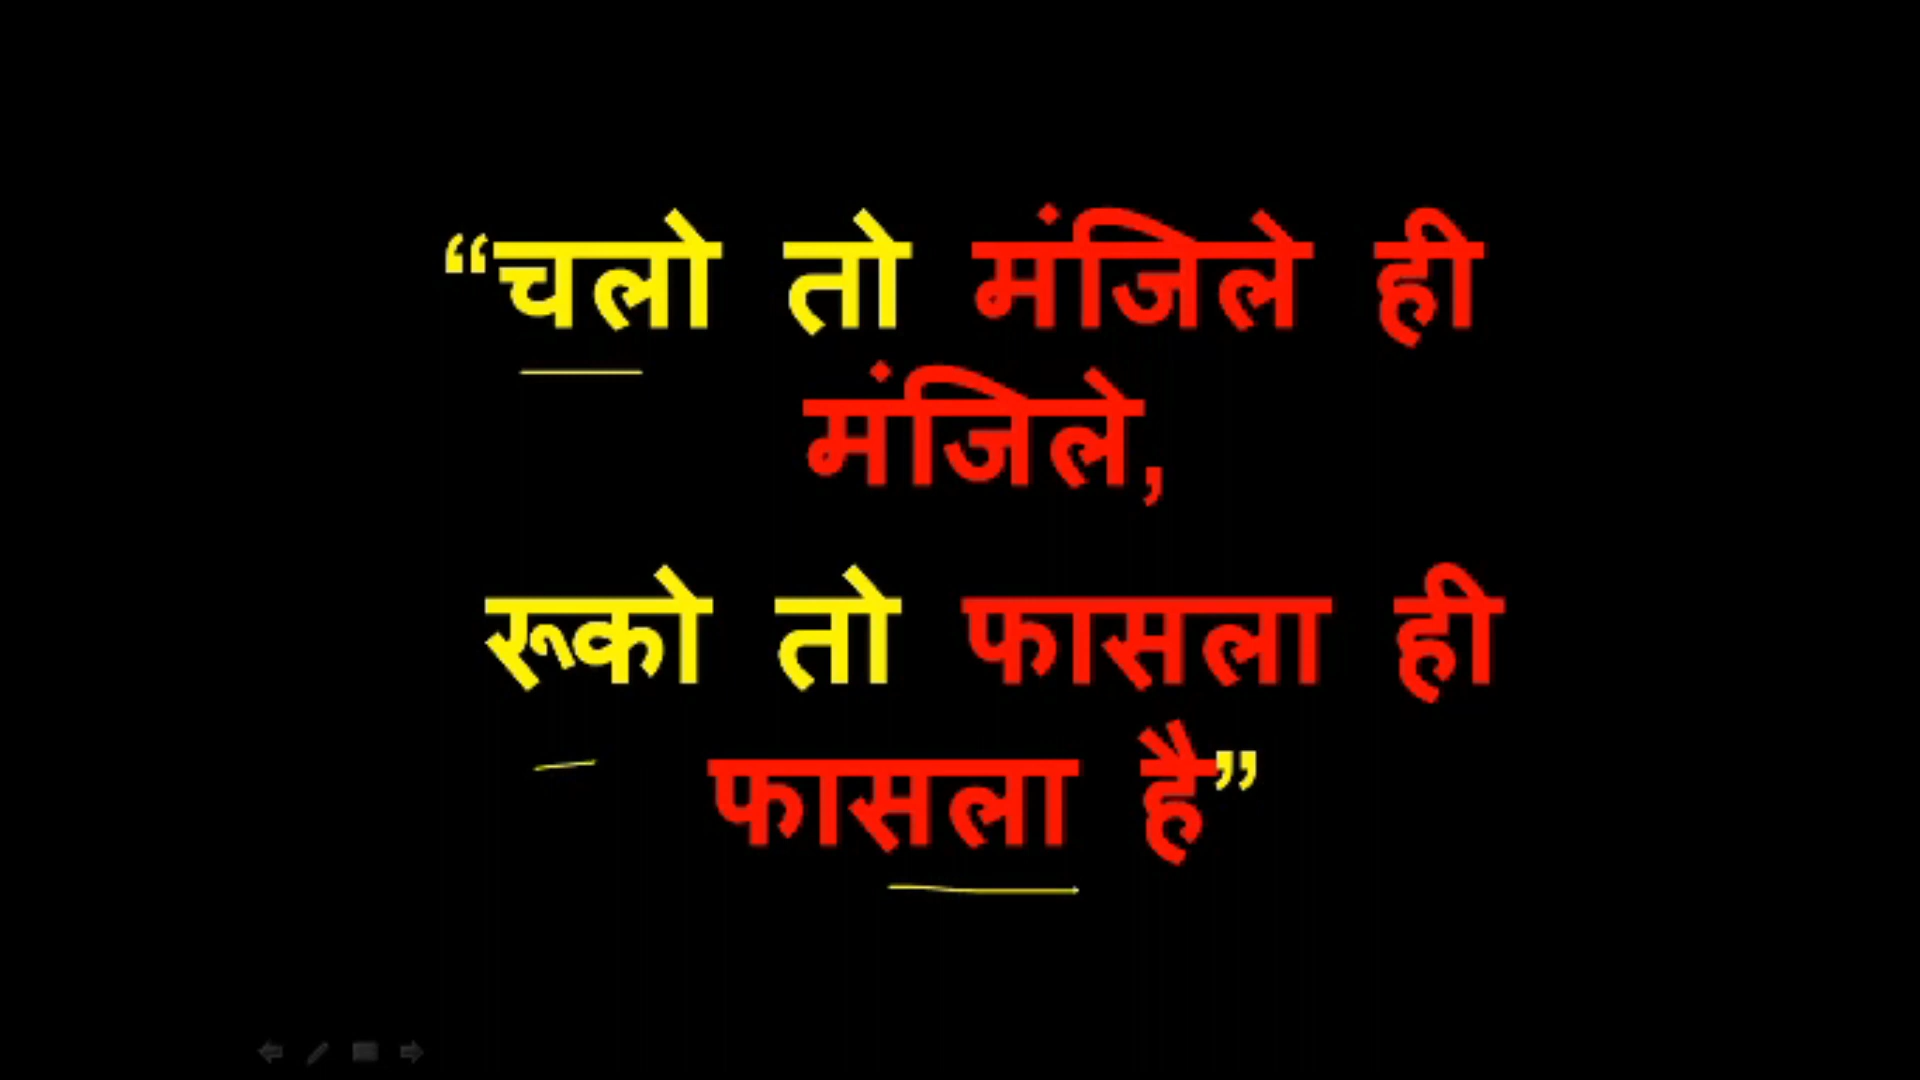 “चलो तो मंजिले ही
मंजिले,
रूको तो फासला ही
फासला है”